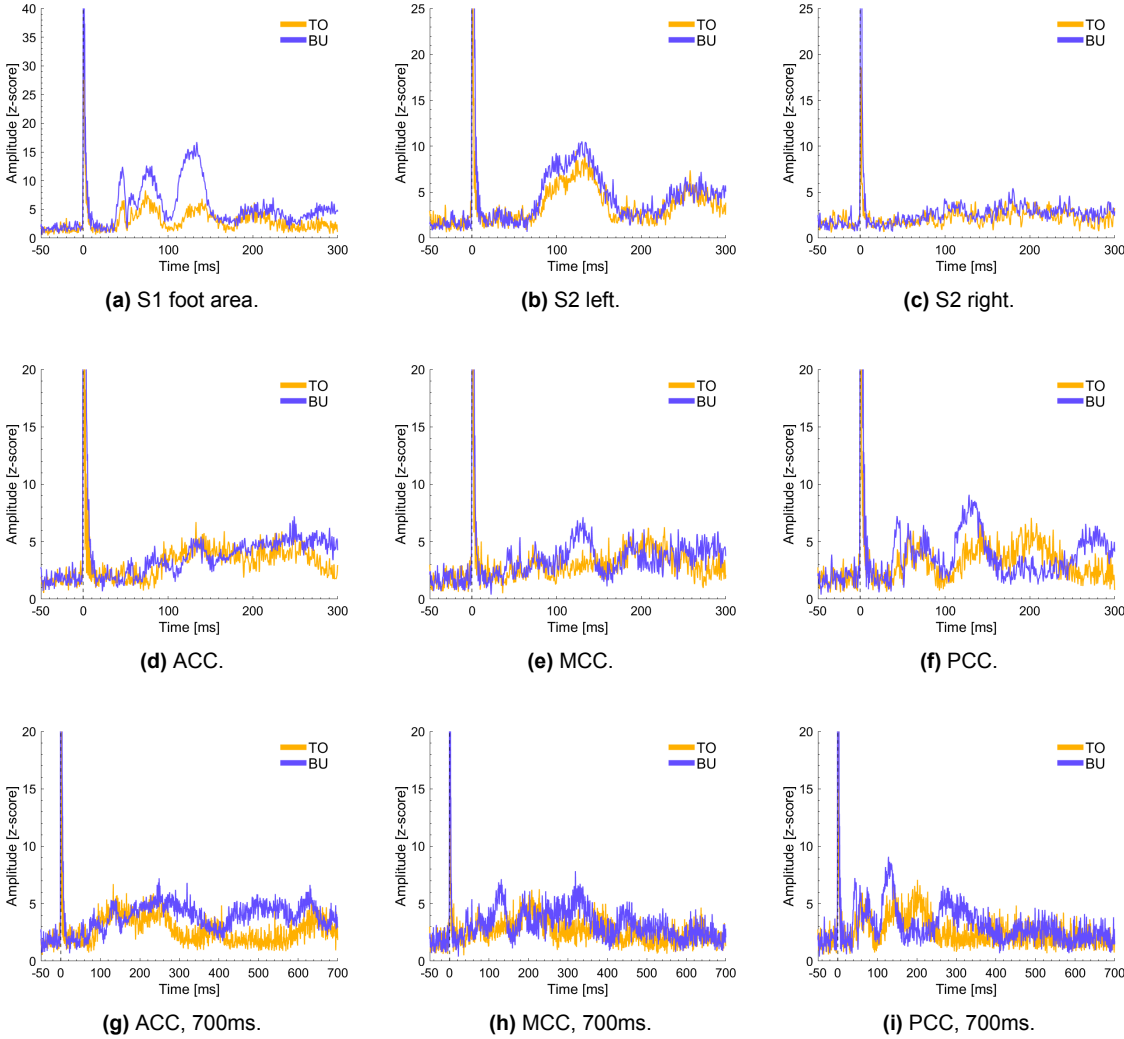 40
35
30
25
20
15
10
5
0
Amplitude [z-score]
-50 0 100 200 300
Time [ms]
TO
BU
(a) S1 foot area.
25
20
15
10
5
0
Amplitude [z-score]
-50 0 100 200 300
Time [ms]
TO
BU
(b) S2 left.
25
20
15
10
5
0
Amplitude [z-score]
-50 0 100 200 300
Time [ms]
TO
BU
(c) S2 right.
20
15
10
5
0
Amplitude [z-score]
-50 0 100 200 300
Time [ms]
TO
BU
(d) ACC.
20
15
10
5
0
Amplitude [z-score]
-50 0 100 200 300
Time [ms]
TO
BU
(e) MCC.
20
15
10
5
0
Amplitude [z-score]
-50 0 100 200 300
Time [ms]
TO
BU
(f) PCC.
20
15
10
5
0
Amplitude [z-score]
-50 0 100 200 300 400 500 600 700
Time [ms]
TO
BU
(g) ACC, 700ms.
20
15
10
5
0
Amplitude [z-score]
-50 0 100 200 300 400 500 600 700
Time [ms]
TO
BU
(h) MCC, 700ms.
20
15
10
5
0
Amplitude [z-score]
-50 0 100 200 300 400 500 600 700
Time [ms]
TO
BU
(i) PCC, 700ms.